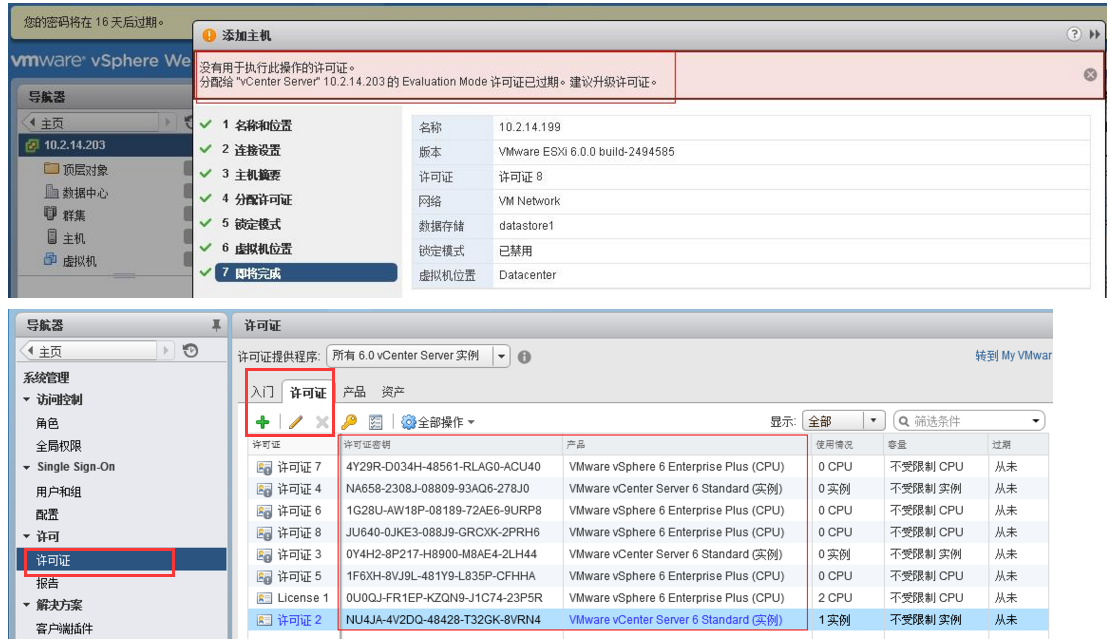 您的密码将在 16 天后过期。
vmware® vSphere We
添加主机
没有用于执行此操作的许可证。
分配给 "vCenter Server" 10.2.14.203 的 Evaluation Mode 许可证已过期。建议升级许可证。
导航器
主页
10.2.14.203
顶层对象
数据中心
群集
主机
虚拟机
1 名称和位置
2 连接设置
3 主机摘要
4 分配许可证
5 锁定模式
6 虚拟机位置
7 即将完成
名称 10.2.14.199
版本 VMware ESXi 6.0.0 build-2494585
许可证 许可证 8
网络 VM Network
数据存储 datastore1
锁定模式 已禁用
虚拟机位置 Datacenter
导航器
主页
系统管理
访问控制
角色
全局权限
Single Sign-On
用户和组
配置
许可
许可证
报告
解决方案
客户端插件
许可证
许可证提供程序: 所有 6.0 vCenter Server 实例
转到 My VMwar
入门 许可证 产品 资产
全部操作
显示: 全部 筛选条件
许可证 许可证密钥 产品 使用情况 容量 过期
许可证 7 4Y29R-D034H-48561-RLAG0-ACU40 VMware vSphere 6 Enterprise Plus (CPU) 0 CPU 不受限制 CPU 从未
许可证 4 NA658-2308J-08809-93AQ6-278J0 VMware vCenter Server 6 Standard (实例) 0 实例 不受限制 实例 从未
许可证 6 1G28U-AW18P-08189-72AE6-9URP8 VMware vSphere 6 Enterprise Plus (CPU) 0 CPU 不受限制 CPU 从未
许可证 8 JU640-0JKE3-088J9-GRCXK-2PRH6 VMware vSphere 6 Enterprise Plus (CPU) 0 CPU 不受限制 CPU 从未
许可证 3 0Y4H2-8P217-H8900-M8AE4-2LH44 VMware vCenter Server 6 Standard (实例) 0 实例 不受限制 实例 从未
许可证 5 1F6XH-8VJ9L-481Y9-L835P-CFHHA VMware vSphere 6 Enterprise Plus (CPU) 0 CPU 不受限制 CPU 从未
License 1 0U0QJ-FR1EP-KZQN9-J1C74-23P5R VMware vSphere 6 Enterprise Plus (CPU) 2 CPU 不受限制 CPU 从未
许可证 2 NU4JA-4V2DQ-48428-T32GK-8VRN4 VMware vCenter Server 6 Standard (实例) 1 实例 不受限制 实例 从未